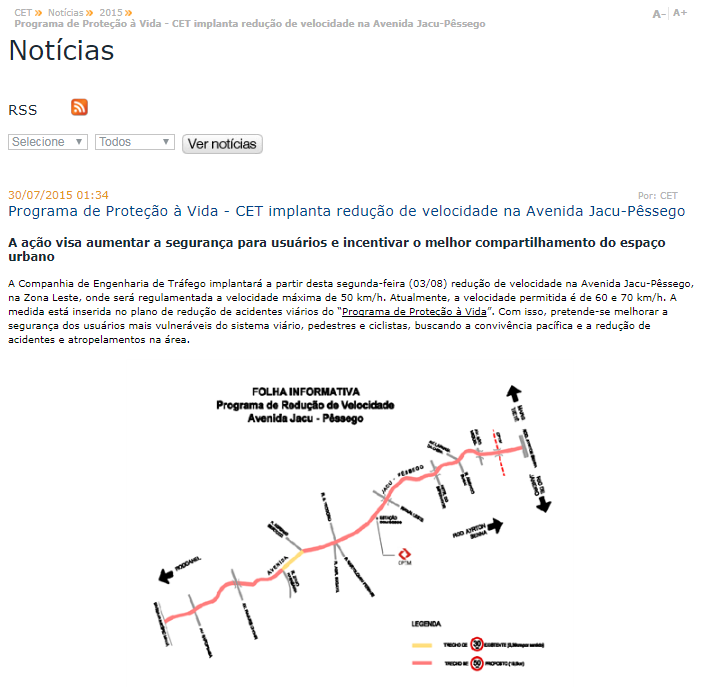 CET » Notícias » 2015 »
Programa de Proteção à Vida - CET implanta redução de velocidade na Avenida Jacu-Pêssego
A- A+
Notícias
RSS
Selecione Todos Ver notícias
30/07/2015 01:34 Por: CET
Programa de Proteção à Vida - CET implanta redução de velocidade na Avenida Jacu-Pêssego
A ação visa aumentar a segurança para usuários e incentivar o melhor compartilhamento do espaço
urbano
A Companhia de Engenharia de Tráfego implantará a partir desta segunda-feira (03/08) redução de velocidade na Avenida Jacu-Pêssego,
na Zona Leste, onde será regulamentada a velocidade máxima de 50 km/h. Atualmente, a velocidade permitida é de 60 e 70 km/h. A
medida está inserida no plano de redução de acidentes viários do “Programa de Proteção à Vida”. Com isso, pretende-se melhorar a
segurança dos usuários mais vulneráveis do sistema viário, pedestres e ciclistas, buscando a convivência pacífica e a redução de
acidentes e atropelamentos na área.
FOLHA INFORMATIVA
Programa de Redução de Velocidade
Avenida Jacu - Pêssego
JACU - PÊSSEGO
RIO DE
JANEIRO
ROD AYRTON
SENNA
ESTAÇÃO
CPTM
AVENIDA
RODOANEL
LEGENDA
TRECHO DE 30 EXISTENTE
TRECHO DE 50 PROPOSTO